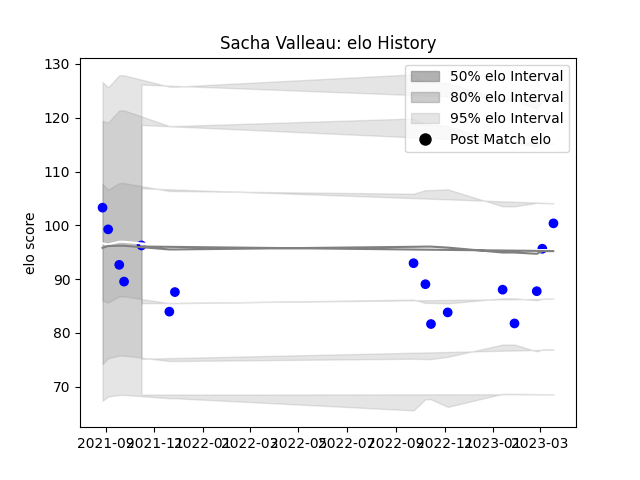 Sacha Valleau: elo History
130
120
110
100
90
80
70
elo score
50% elo Interval
80% elo Interval
95% elo Interval
Post Match elo
2021-09 2021-11 2022-01 2022-03 2022-05 2022-07 2022-09 2022-11 2023-01 2023-03